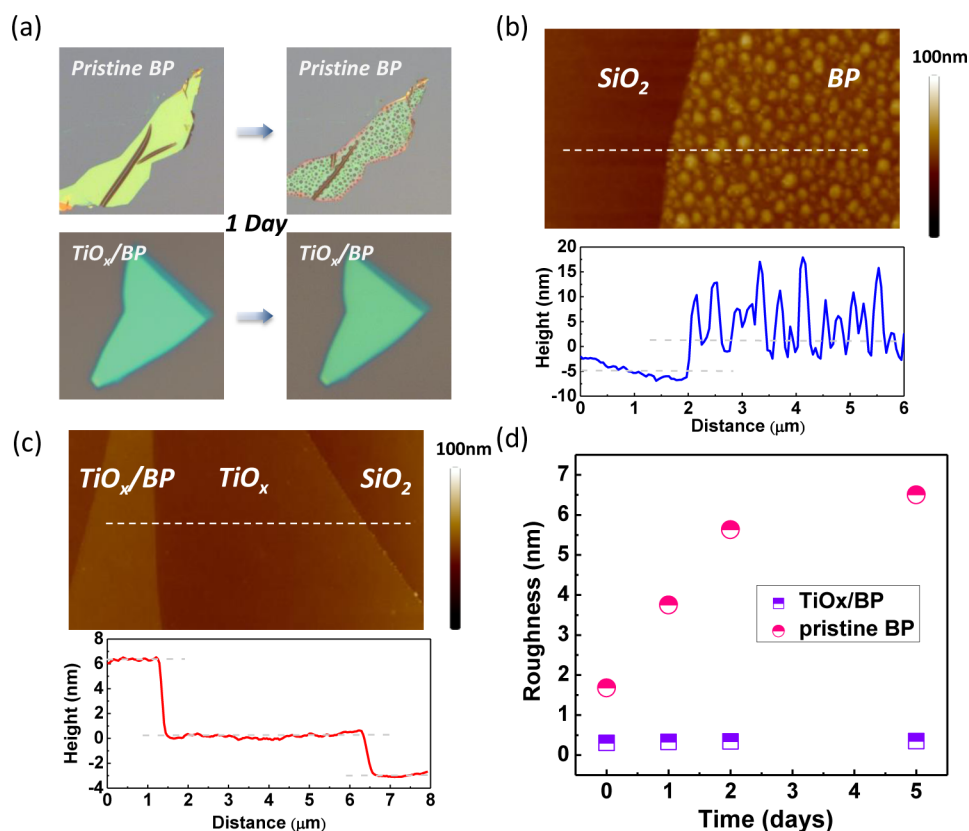 (a)
Pristine BP
Pristine BP
1 Day
TiOx/BP
TiOx/BP
(b)
SiO2
BP
100nm
Height (nm)
20
15
10
5
0
-5
-10
0 1 2 3 4 5 6
Distance (μm)
(c)
TiOx/BP
TiOx
SiO2
100nm
Height (nm)
8
6
4
2
0
-2
-4
0 1 2 3 4 5 6 7 8
Distance (μm)
(d)
Roughness (nm)
7
6
5
4
3
2
1
0
TiOx/BP
pristine BP
0 1 2 3 4 5
Time (days)